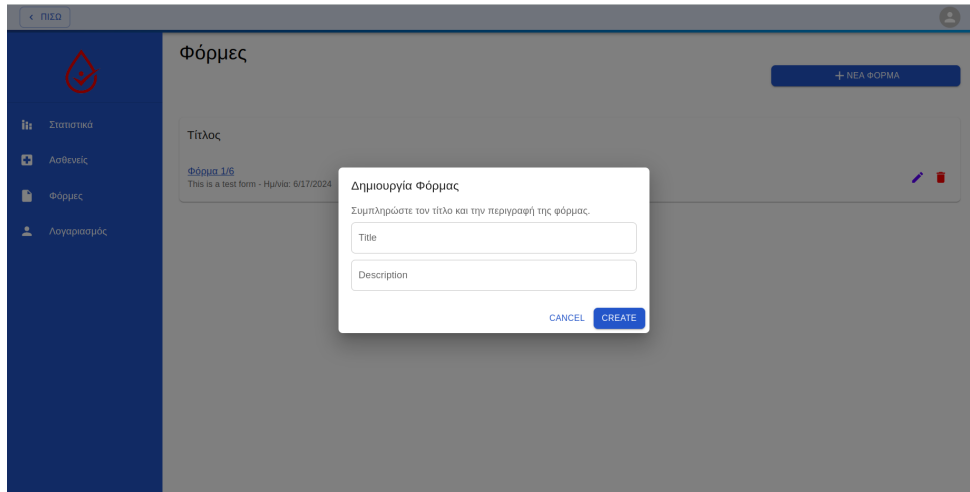 ΠΙΣΩ
Φόρμες
ΝΕΑ ΦΟΡΜΑ
Στατιστικά
Ασθενείς
Φόρμες
Λογαριασμός
Τίτλος
Φόρμα 1/6
This is a test form - Ημ/νία: 6/17/2024
Δημιουργία Φόρμας
Συμπληρώστε τον τίτλο και την περιγραφή της φόρμας.
Title
Description
CANCEL CREATE